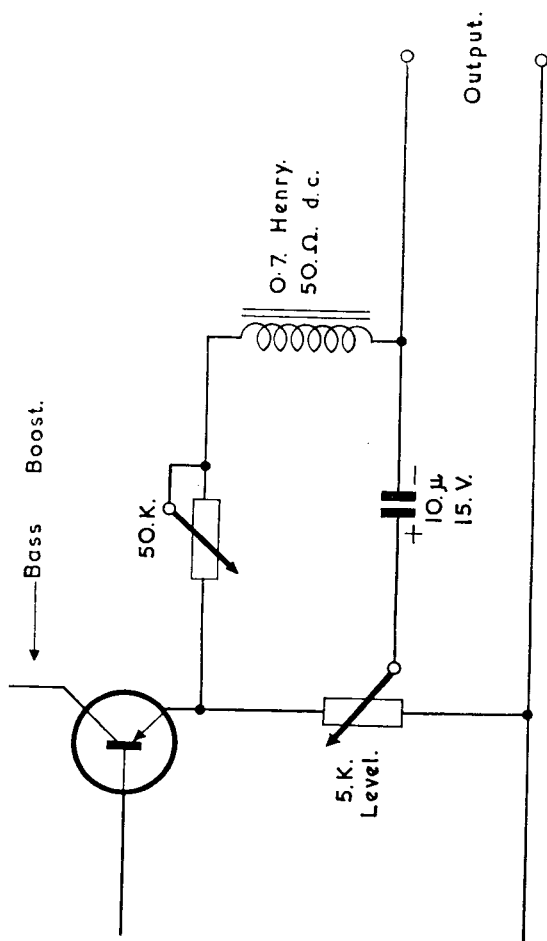 Bass Boost.
50.K.
0.7 Henry.
50.Ω. d.c.
5.K.
Level.
+
−
10.µ
15.V.
Output.